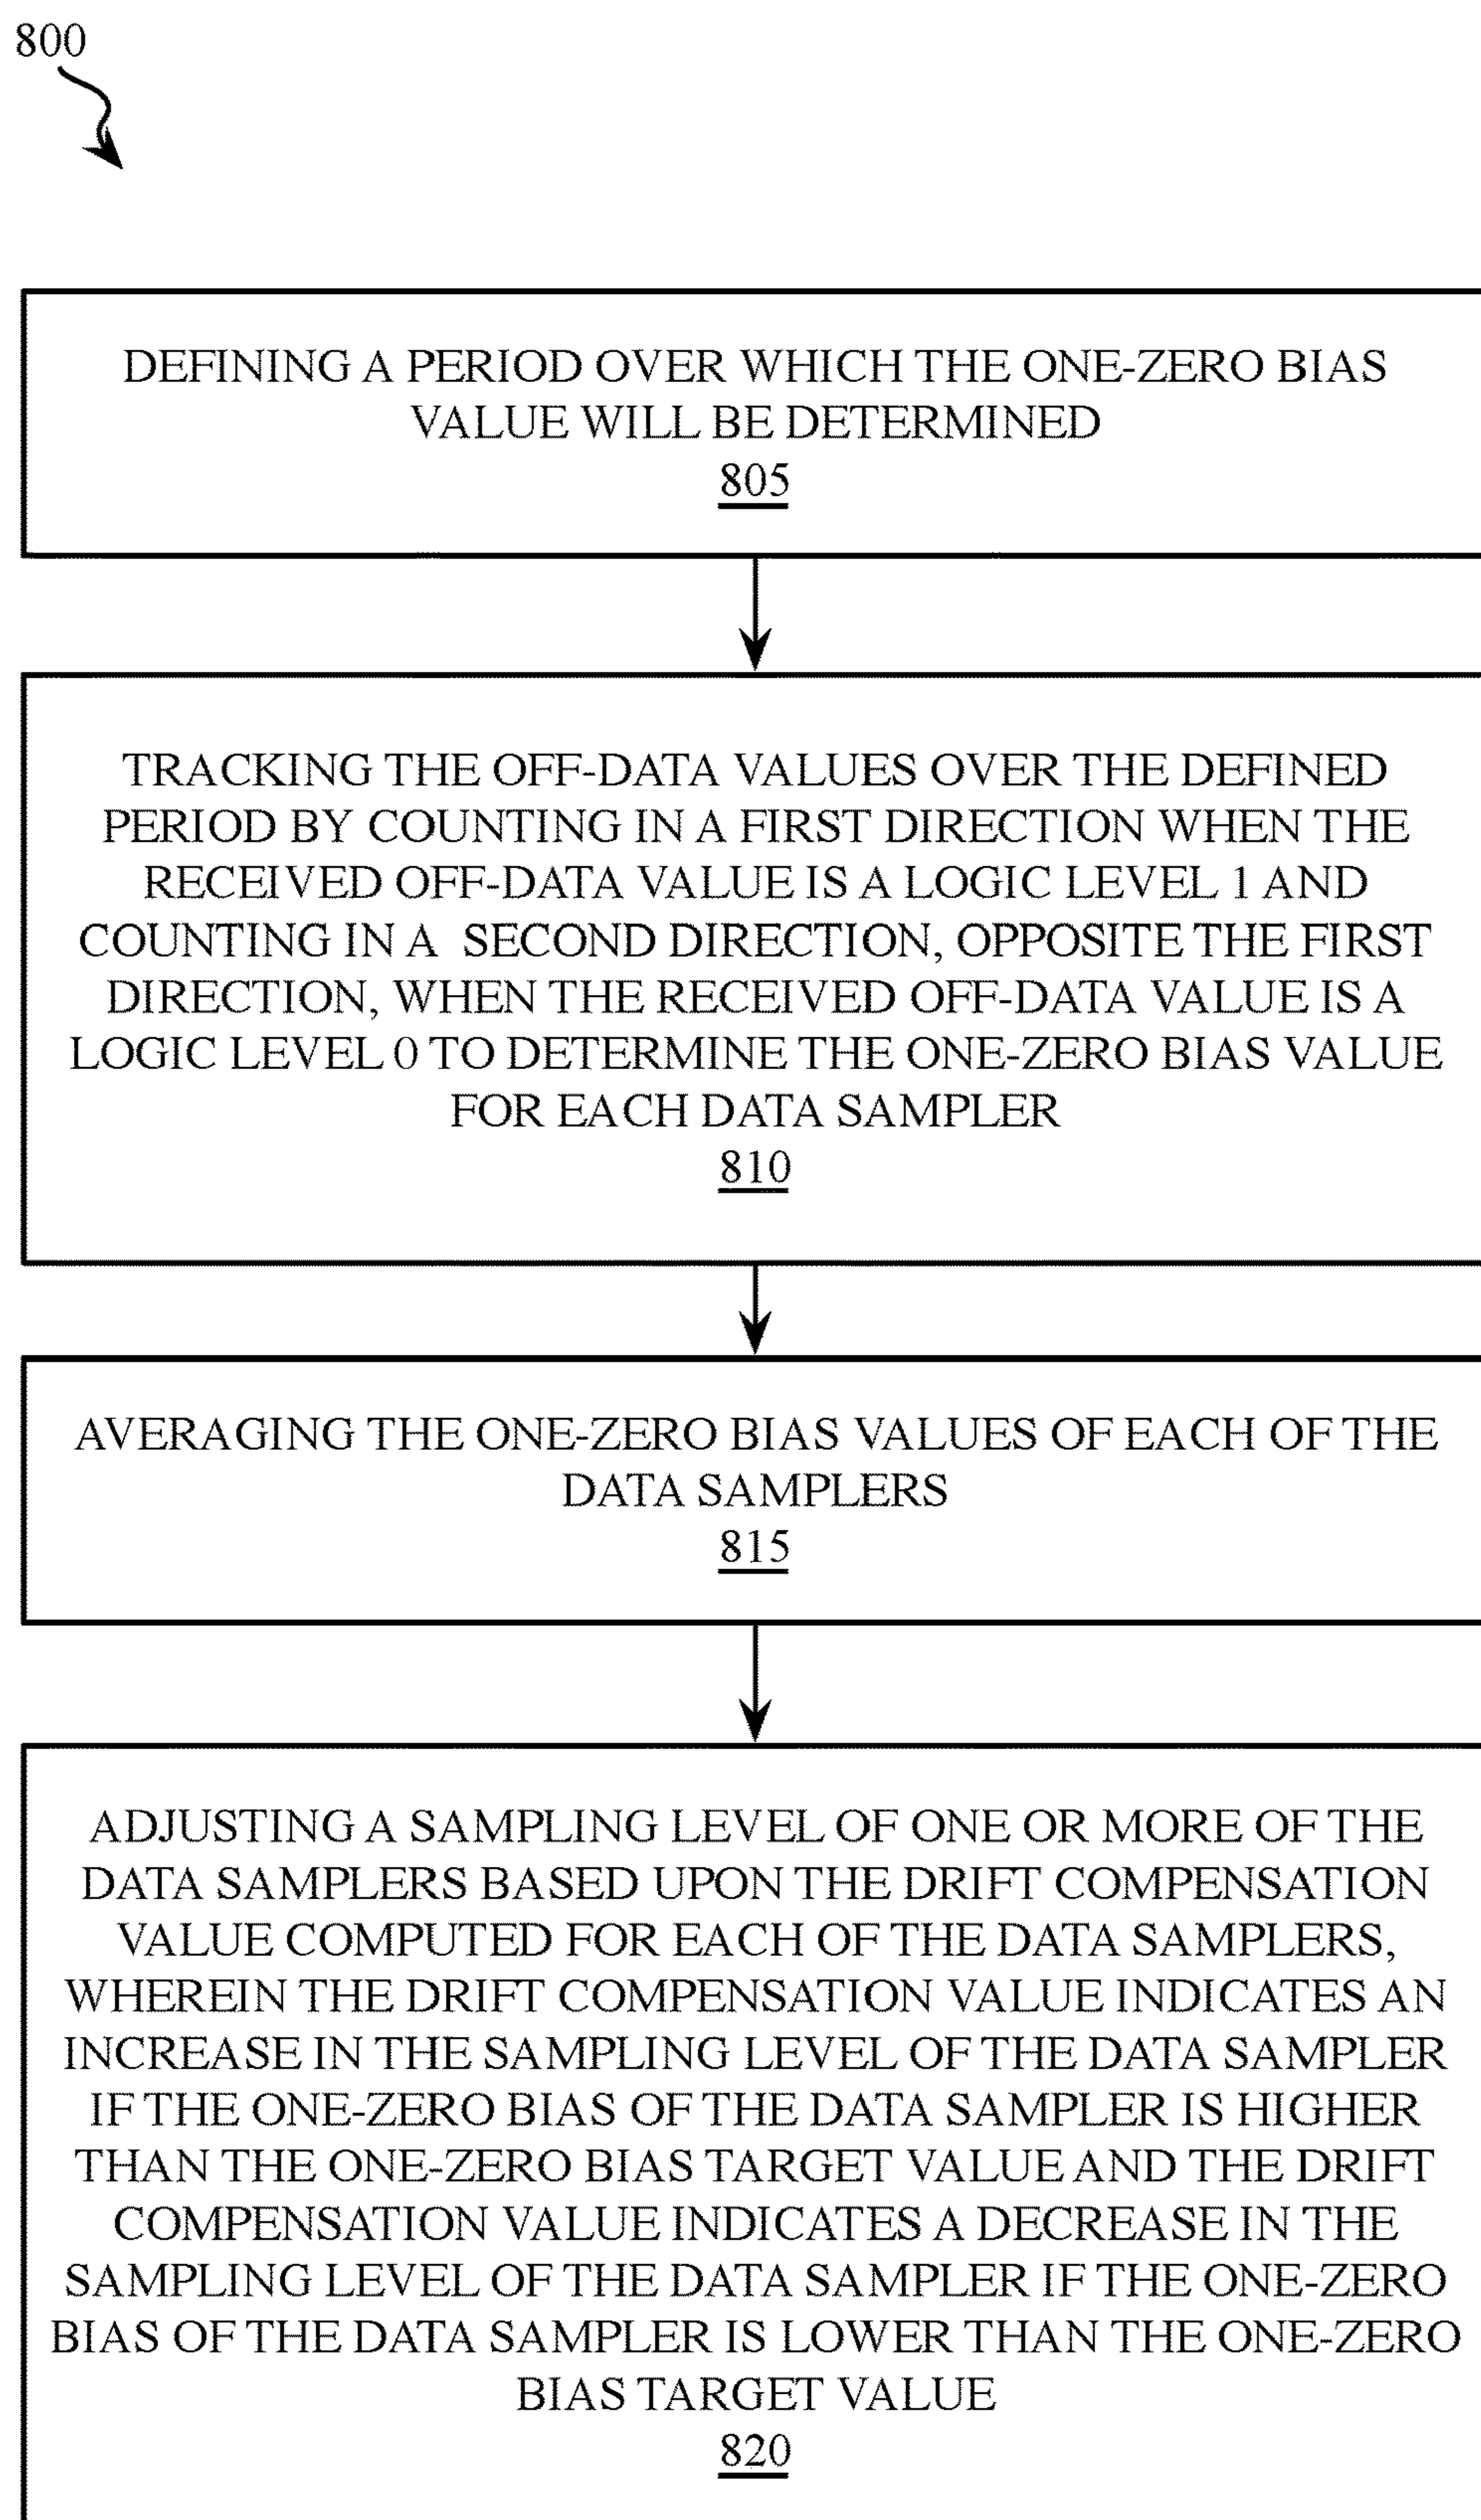 800
DEFINING A PERIOD OVER WHICH THE ONE-ZERO BIAS
VALUE WILL BE DETERMINED
805
TRACKING THE OFF-DATA VALUES OVER THE DEFINED
PERIOD BY COUNTING IN A FIRST DIRECTION WHEN THE
RECEIVED OFF-DATA VALUE IS A LOGIC LEVEL 1 AND
COUNTING IN A SECOND DIRECTION, OPPOSITE THE FIRST
DIRECTION, WHEN THE RECEIVED OFF-DATA VALUE IS A
LOGIC LEVEL 0 TO DETERMINE THE ONE-ZERO BIAS VALUE
FOR EACH DATA SAMPLER
810
AVERAGING THE ONE-ZERO BIAS VALUES OF EACH OF THE
DATA SAMPLERS
815
ADJUSTING A SAMPLING LEVEL OF ONE OR MORE OF THE
DATA SAMPLERS BASED UPON THE DRIFT COMPENSATION
VALUE COMPUTED FOR EACH OF THE DATA SAMPLERS,
WHEREIN THE DRIFT COMPENSATION VALUE INDICATES AN
INCREASE IN THE SAMPLING LEVEL OF THE DATA SAMPLER
IF THE ONE-ZERO BIAS OF THE DATA SAMPLER IS HIGHER
THAN THE ONE-ZERO BIAS TARGET VALUE AND THE DRIFT
COMPENSATION VALUE INDICATES A DECREASE IN THE
SAMPLING LEVEL OF THE DATA SAMPLER IF THE ONE-ZERO
BIAS OF THE DATA SAMPLER IS LOWER THAN THE ONE-ZERO
BIAS TARGET VALUE
820